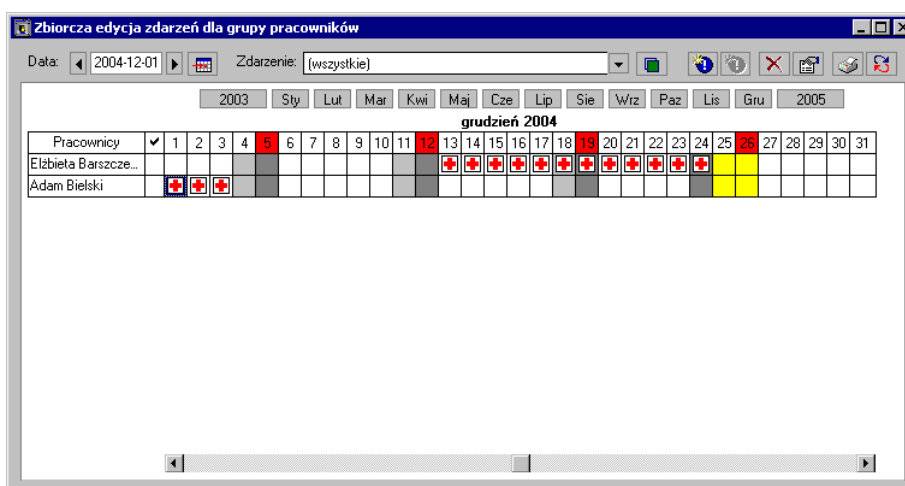 Zbiorcza edycja zdarzeń dla grupy pracowników
Data: 2004-12-01 Zdarzenie: (wszystkie)
2003 Sty Lut Mar Kwi Maj Cze Lip Sie Wrz Paz Lis Gru 2005
grudzień 2004
Pracownicy 1 2 3 4 5 6 7 8 9 10 11 12 13 14 15 16 17 18 19 20 21 22 23 24 25 26 27 28 29 30 31
Elżbieta Barszcze...
Adam Bielski